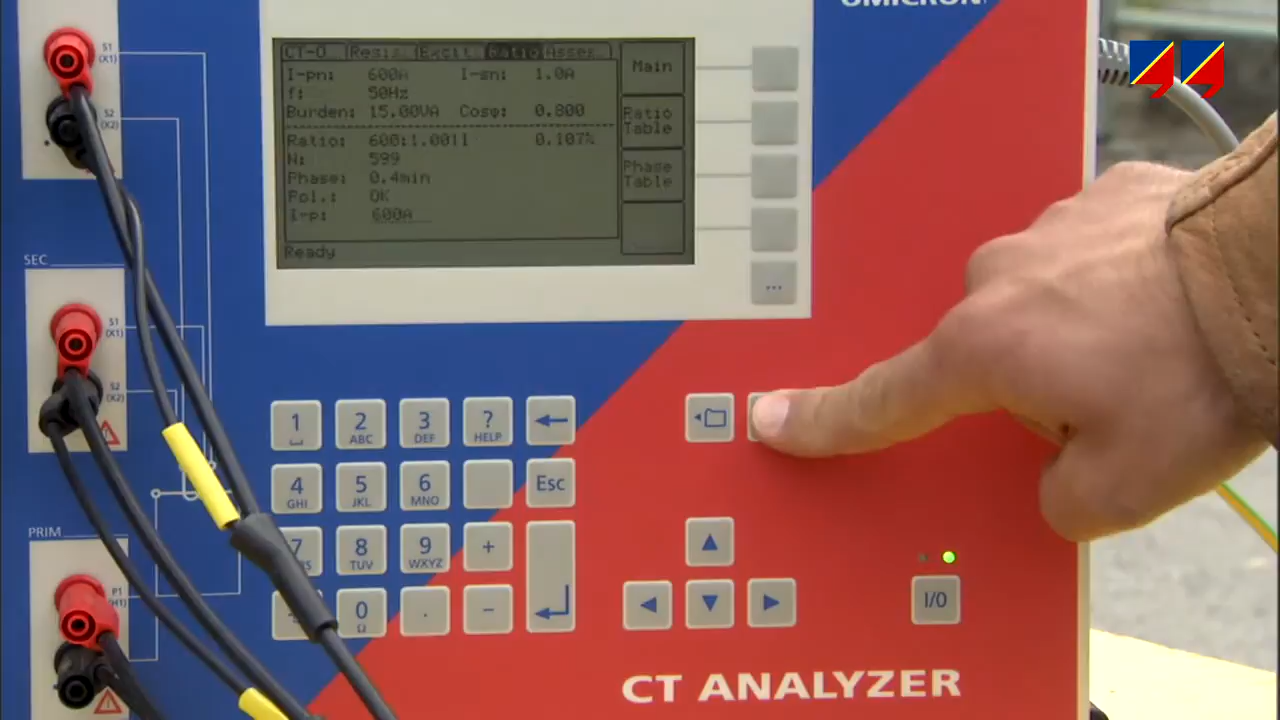 OMICRON
S1
(X1)
S2
(X2)
CT-O Resis. Excit. Ratio Asses.
I-pn: 600A I-sn: 1.0A
f: 50Hz
Burden: 15.00VA Cosφ: 0.800
Ratio: 600:1.0011 0.107%
N: 599
Phase: 0.4min
Pol.: OK
I-p: 600A
Ready
Main
Ratio
Table
Phase
Table
...
SEC
S1
(X1)
S2
(X2)
PRIM
P1
(H1)
1 2 3 ?
ABC DEF HELP
4 5 6 Esc
GHI JKL MNO
7 8 9 +
TUV WXYZ
0 . -
Ω
I/O
CT ANALYZER